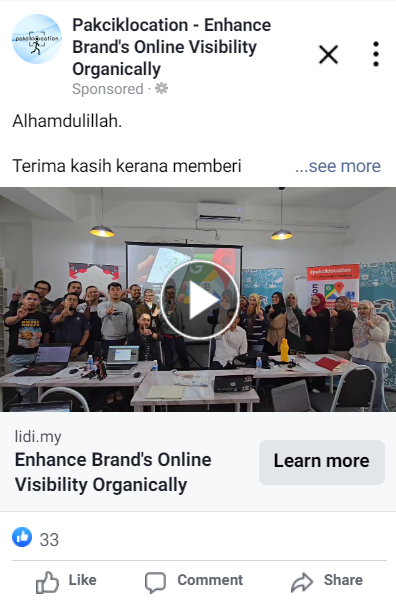 pakciklocation
Pakciklocation - Enhance
Brand's Online Visibility
Organically
Sponsored ·
Alhamdulillah.
Terima kasih kerana memberi ...see more
#pakciklocation
lidi.my
Enhance Brand's Online
Visibility Organically
Learn more
33
Like Comment Share